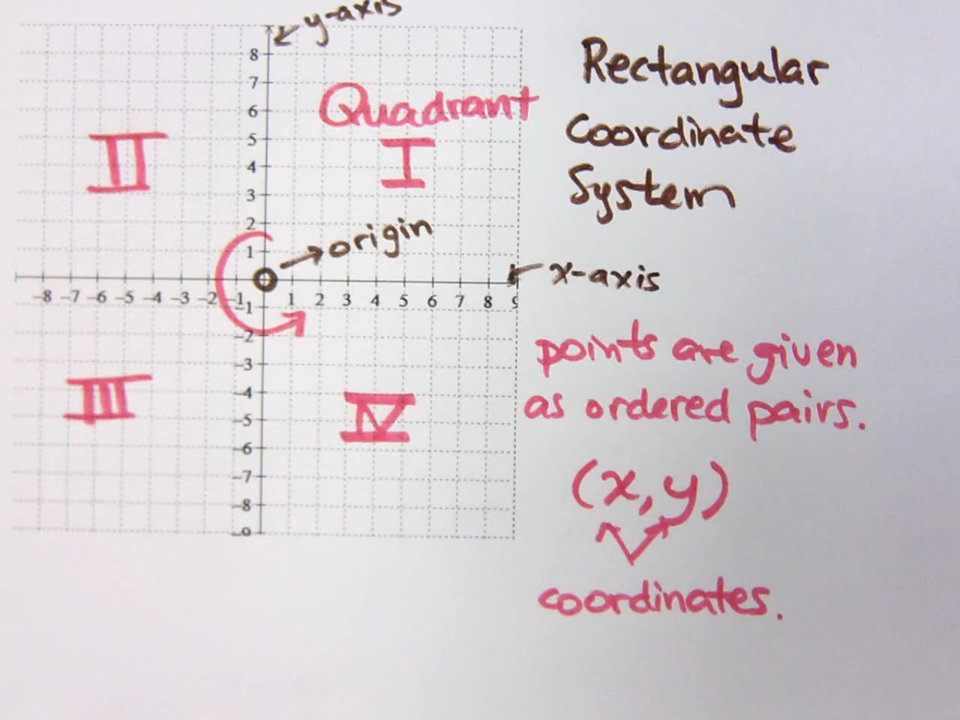 y-axis
Rectangular
Coordinate
System
Quadrant
I
II
origin
x-axis
8
7
6
5
4
3
2
1
-8 -7 -6 -5 -4 -3 -2 -1 1 2 3 4 5 6 7 8 9
-1
-2
-3
-4
-5
-6
-7
-8
-9
III
IV
points are given
as ordered pairs.
(x,y)
coordinates.